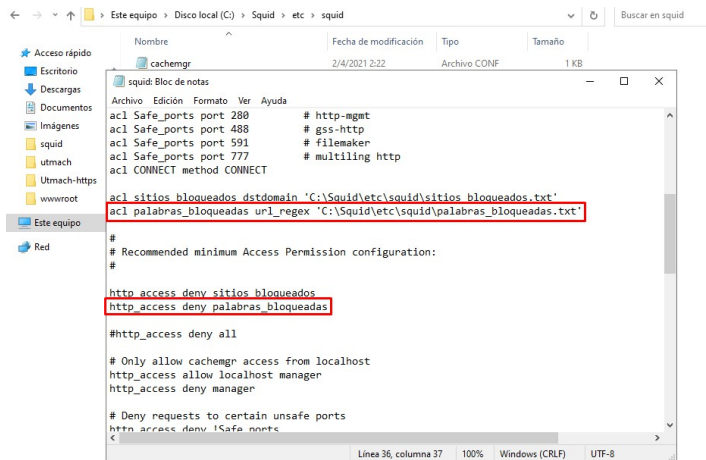 Este equipo > Disco local (C:) > Squid > etc > squid
Buscar en squid
Nombre Fecha de modificación Tipo Tamaño
Acceso rápido
Escritorio
Descargas
Documentos
Imágenes
squid
utmach
Utmach-https
wwwroot
Este equipo
Red
cachemgr 2/4/2021 2:22 Archivo CONF 1 KB
squid: Bloc de notas
Archivo Edición Formato Ver Ayuda
acl Safe_ports port 280 # http-mgmt
acl Safe_ports port 488 # gss-http
acl Safe_ports port 591 # filemaker
acl Safe_ports port 777 # multiling http
acl CONNECT method CONNECT
acl sitios_bloqueados dstdomain 'C:\Squid\etc\squid\sitios_bloqueados.txt'
acl palabras_bloqueadas url_regex 'C:\Squid\etc\squid\palabras_bloqueadas.txt'
#
# Recommended minimum Access Permission configuration:
#
http_access deny sitios_bloqueados
http_access deny palabras_bloqueadas
#http_access deny all
# Only allow cachemgr access from localhost
http_access allow localhost manager
http_access deny manager
# Deny requests to certain unsafe ports
http_access deny !Safe_ports
Línea 36, columna 37 100% Windows (CRLF) UTF-8